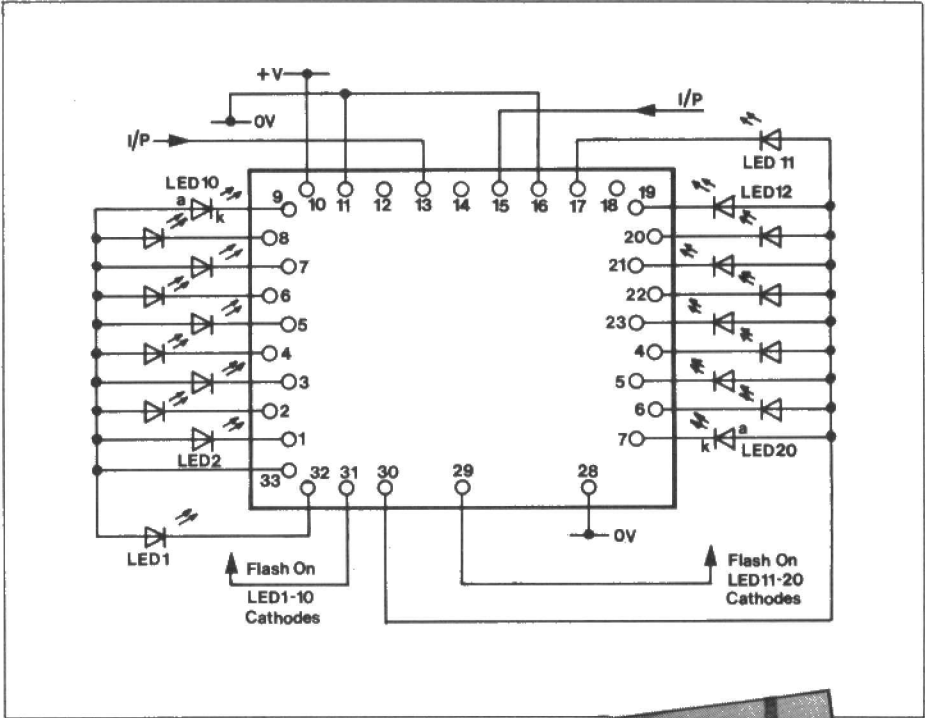 +V
0V
I/P
I/P
LED 11
LED10
a
k
LED12
9
10
11
12
13
14
15
16
17
18
19
8
20
7
21
6
22
5
23
4
4
3
5
2
6
1
7
LED2
k
a
LED20
33
32
31
30
29
28
0V
LED1
Flash On
LED1-10
Cathodes
Flash On
LED11-20
Cathodes